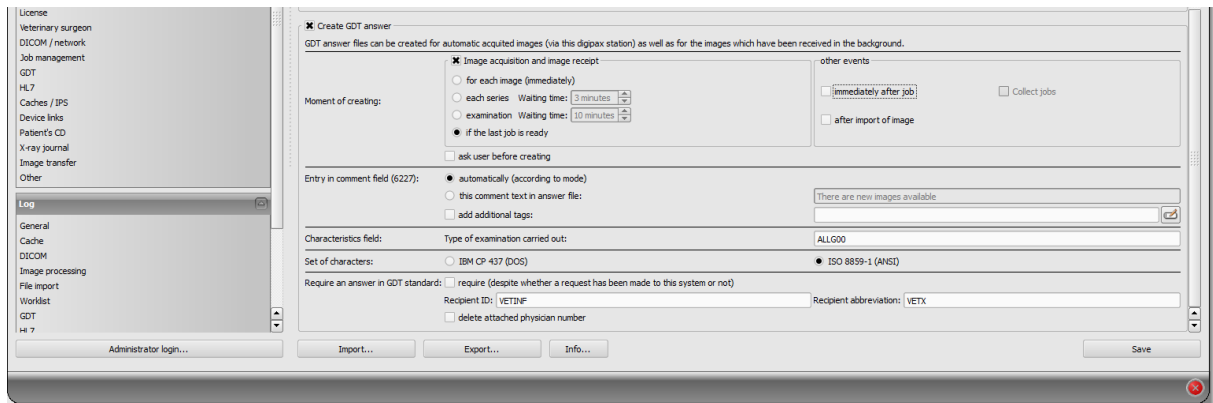 License
Veterinary surgeon
DICOM / network
Job management
GDT
HL7
Caches / IPS
Device links
Patient's CD
X-ray journal
Image transfer
Other
Log
General
Cache
DICOM
Image processing
File import
Worklist
GDT
HL7
Administrator login...
Create GDT answer
GDT answer files can be created for automatic acquited images (via this digipax station) as well as for the images which have been received in the background.
Moment of creating:
Image acquisition and image receipt
for each image (immediately)
each series Waiting time: 3 minutes
examination Waiting time: 10 minutes
if the last job is ready
ask user before creating
other events
immediately after job Collect jobs
after import of image
Entry in comment field (6227): automatically (according to mode)
this comment text in answer file: There are new images available
add additional tags:
Characteristics field: Type of examination carried out: ALLG00
Set of characters: IBM CP 437 (DOS) ISO 8859-1 (ANSI)
Require an answer in GDT standard: require (despite whether a request has been made to this system or not)
Recipient ID: VETINF Recipient abbreviation: VETX
delete attached physician number
Import... Export... Info... Save